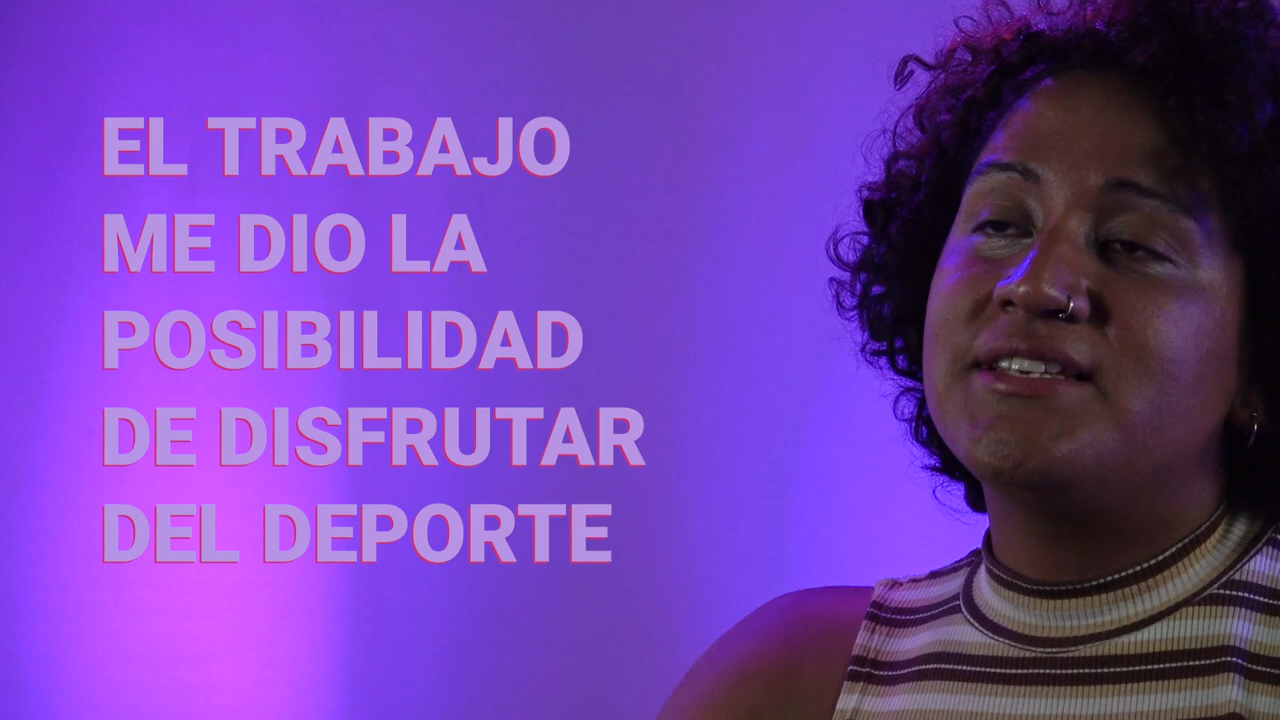 EL TRABAJO
ME DIO LA
POSIBILIDAD
DE DISFRUTAR
DEL DEPORTE